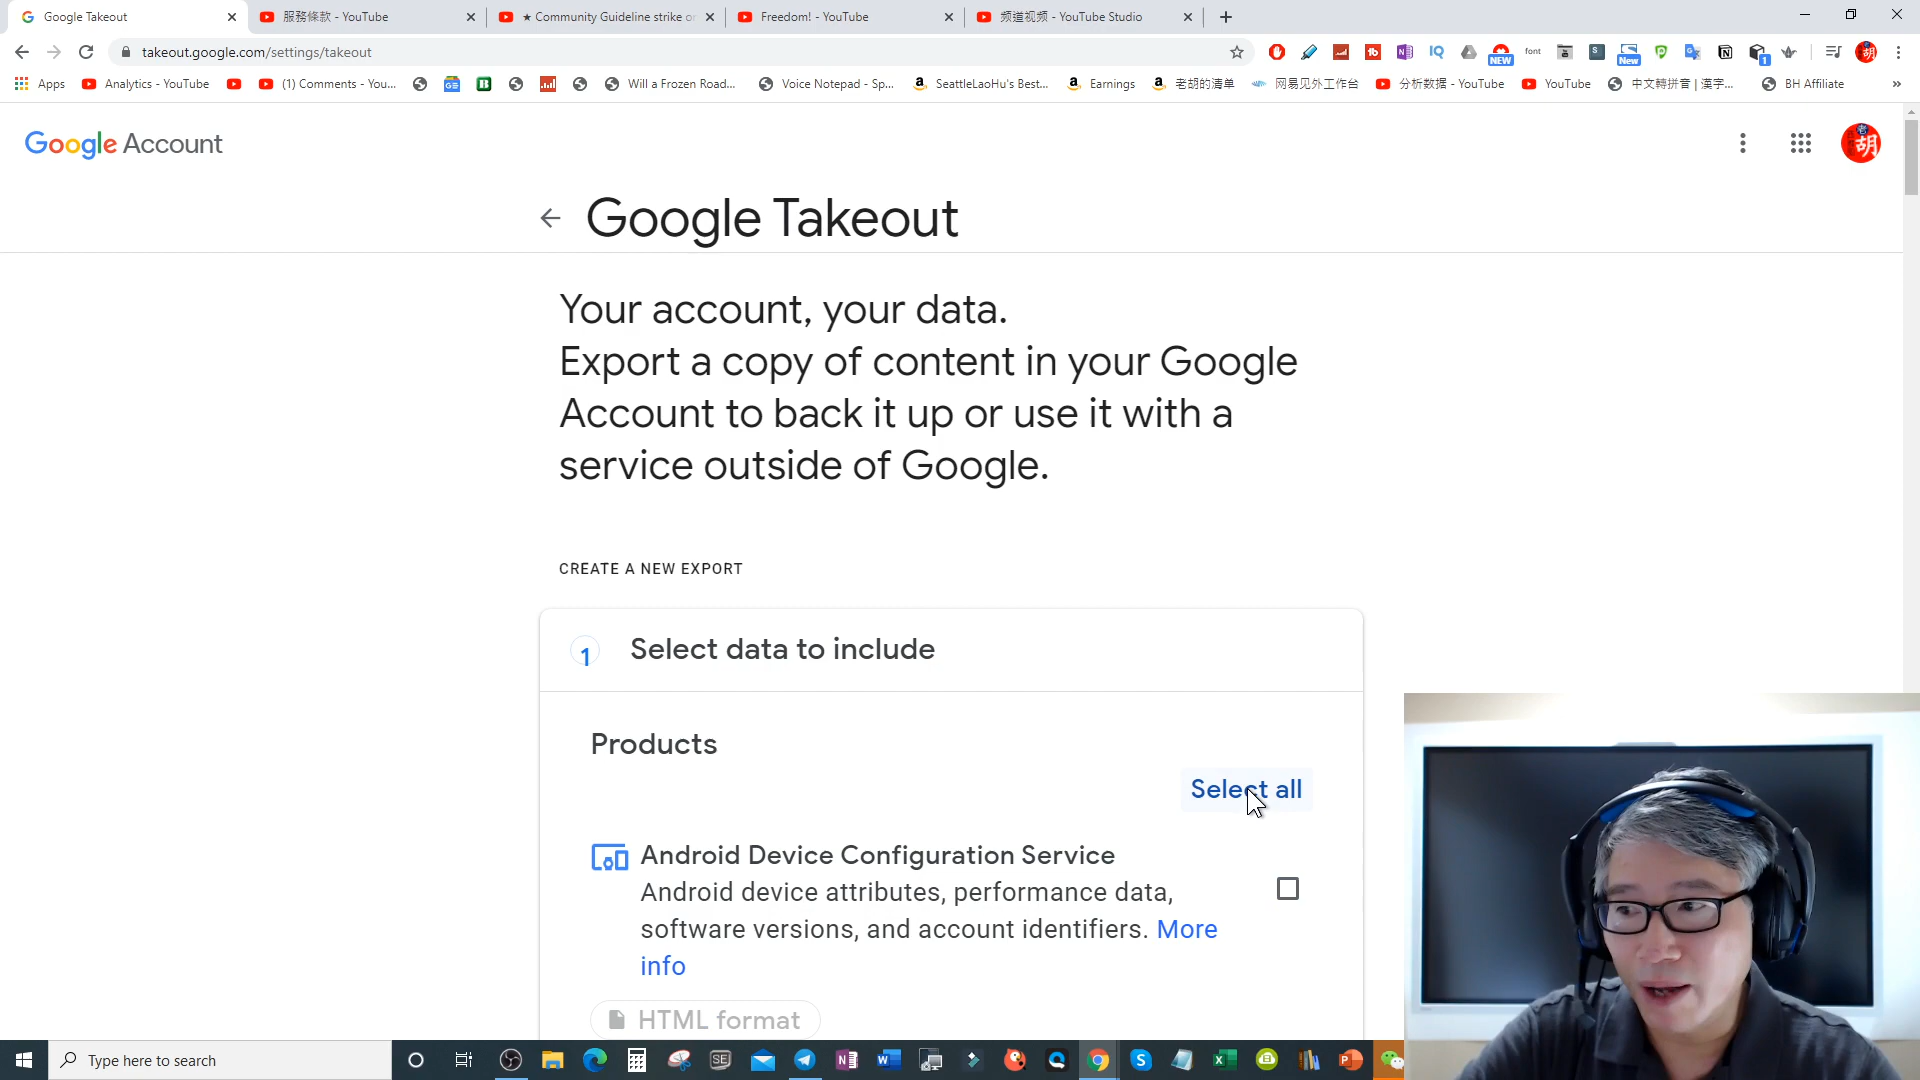 Google Takeout
服務條款 - YouTube
★ Community Guideline strike or
Freedom! - YouTube
频道视频 - YouTube Studio
takeout.google.com/settings/takeout
font
NEW
New
1
Apps
Analytics - YouTube
(1) Comments - You...
Will a Frozen Road...
Voice Notepad - Sp...
SeattleLaoHu's Best...
Earnings
老胡的清单
网易见外工作台
分析数据 - YouTube
YouTube
中文轉拼音 | 漢字...
BH Affiliate
Google Account
胡
Google Takeout
Your account, your data.
Export a copy of content in your Google
Account to back it up or use it with a
service outside of Google.
CREATE A NEW EXPORT
1 Select data to include
Products
Select all
Android Device Configuration Service
Android device attributes, performance data,
software versions, and account identifiers. More
info
HTML format
Type here to search